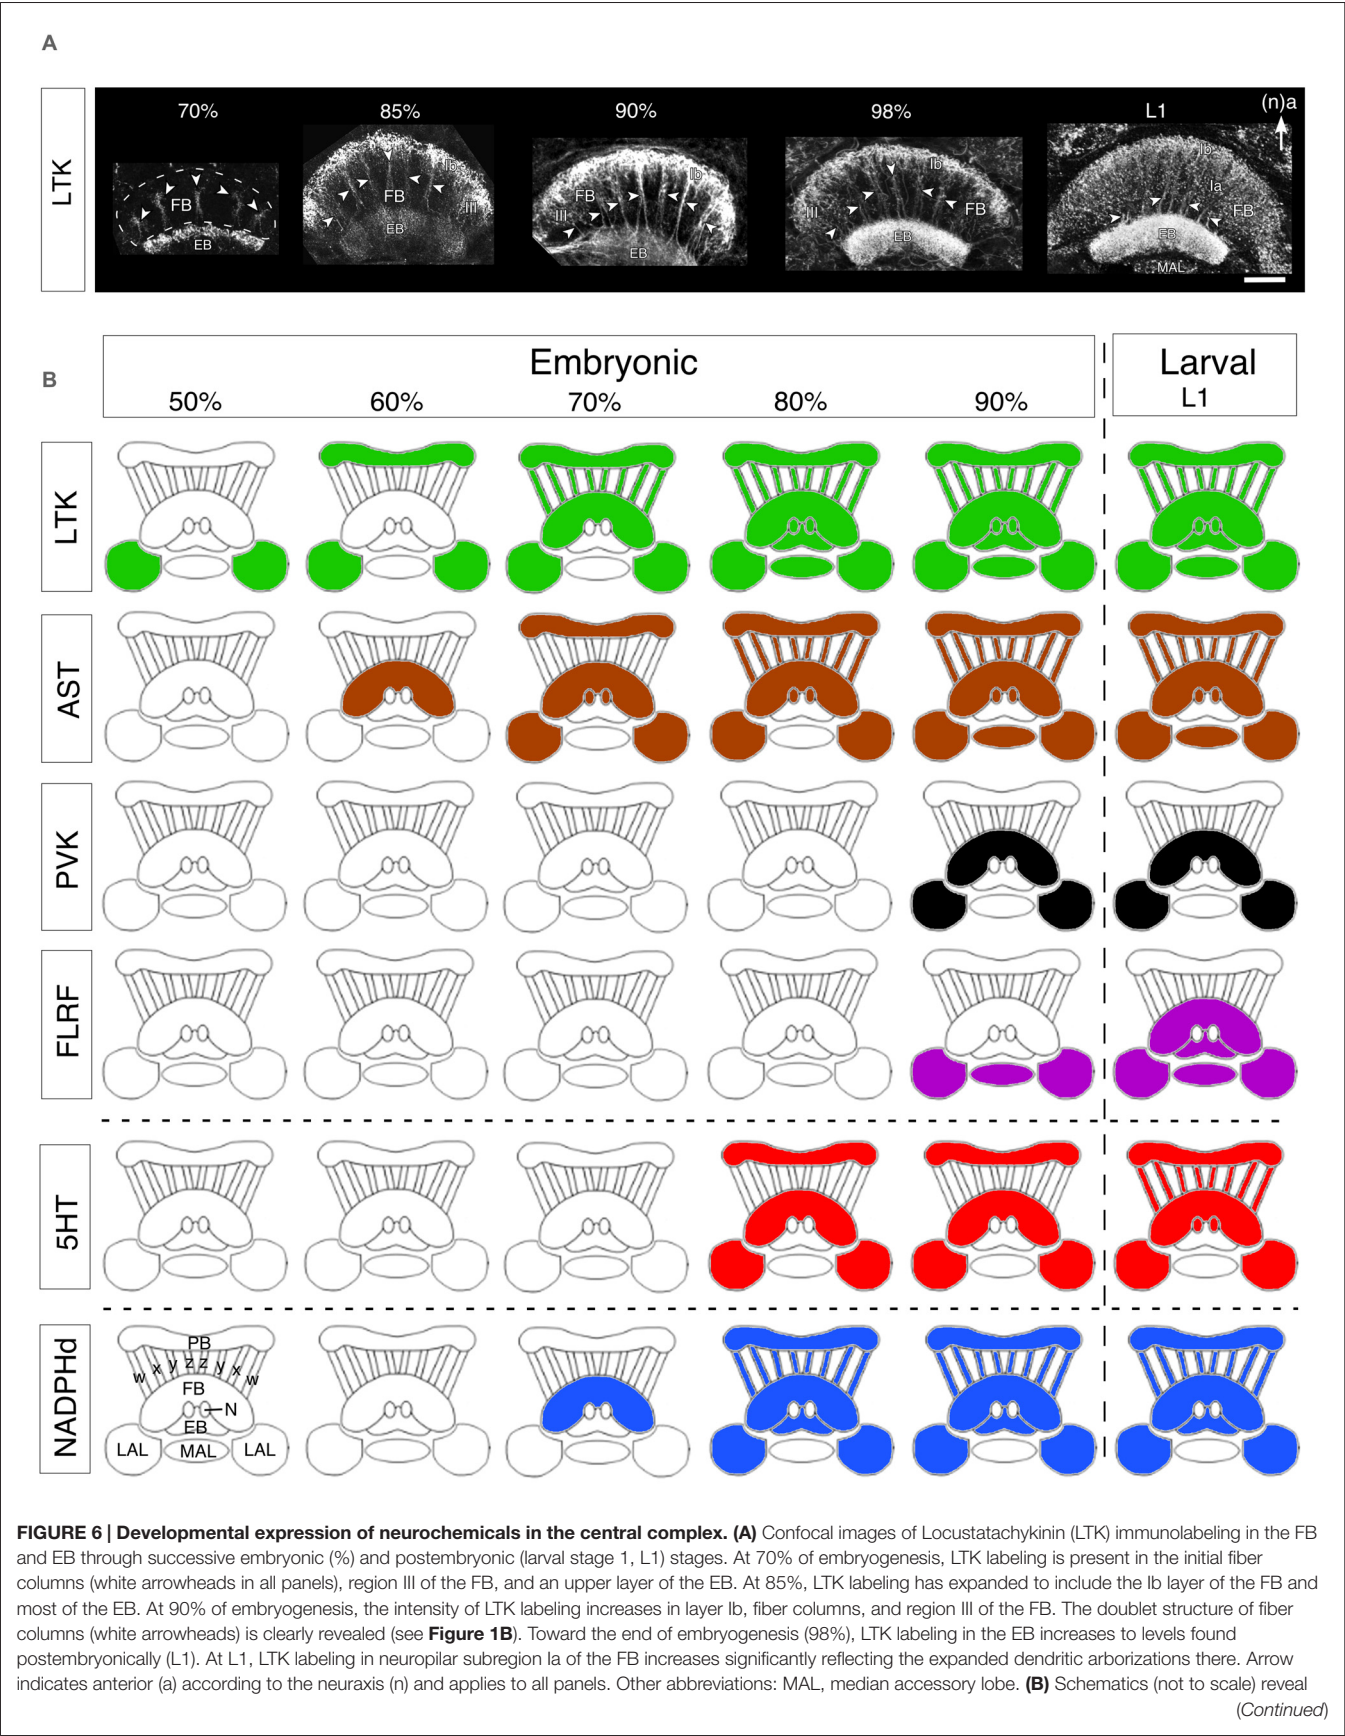 A
LTK
70%
85%
90%
98%
L1
(n)a
FB
EB
Ib
FB
III
EB
Ib
FB
III
EB
Ib
III
FB
EB
Ib
Ia
FB
EB
MAL
B
Embryonic
Larval
50%
60%
70%
80%
90%
L1
LTK
AST
PVK
FLRF
5HT
NADPHd
PB
w x y z z y x w
FB
N
EB
LAL
MAL
LAL
FIGURE 6 | Developmental expression of neurochemicals in the central complex. (A) Confocal images of Locustatachykinin (LTK) immunolabeling in the FB
and EB through successive embryonic (%) and postembryonic (larval stage 1, L1) stages. At 70% of embryogenesis, LTK labeling is present in the initial fiber
columns (white arrowheads in all panels), region III of the FB, and an upper layer of the EB. At 85%, LTK labeling has expanded to include the Ib layer of the FB and
most of the EB. At 90% of embryogenesis, the intensity of LTK labeling increases in layer Ib, fiber columns, and region III of the FB. The doublet structure of fiber
columns (white arrowheads) is clearly revealed (see Figure 1B). Toward the end of embryogenesis (98%), LTK labeling in the EB increases to levels found
postembryonically (L1). At L1, LTK labeling in neuropilar subregion Ia of the FB increases significantly reflecting the expanded dendritic arborizations there. Arrow
indicates anterior (a) according to the neuraxis (n) and applies to all panels. Other abbreviations: MAL, median accessory lobe. (B) Schematics (not to scale) reveal
(Continued)